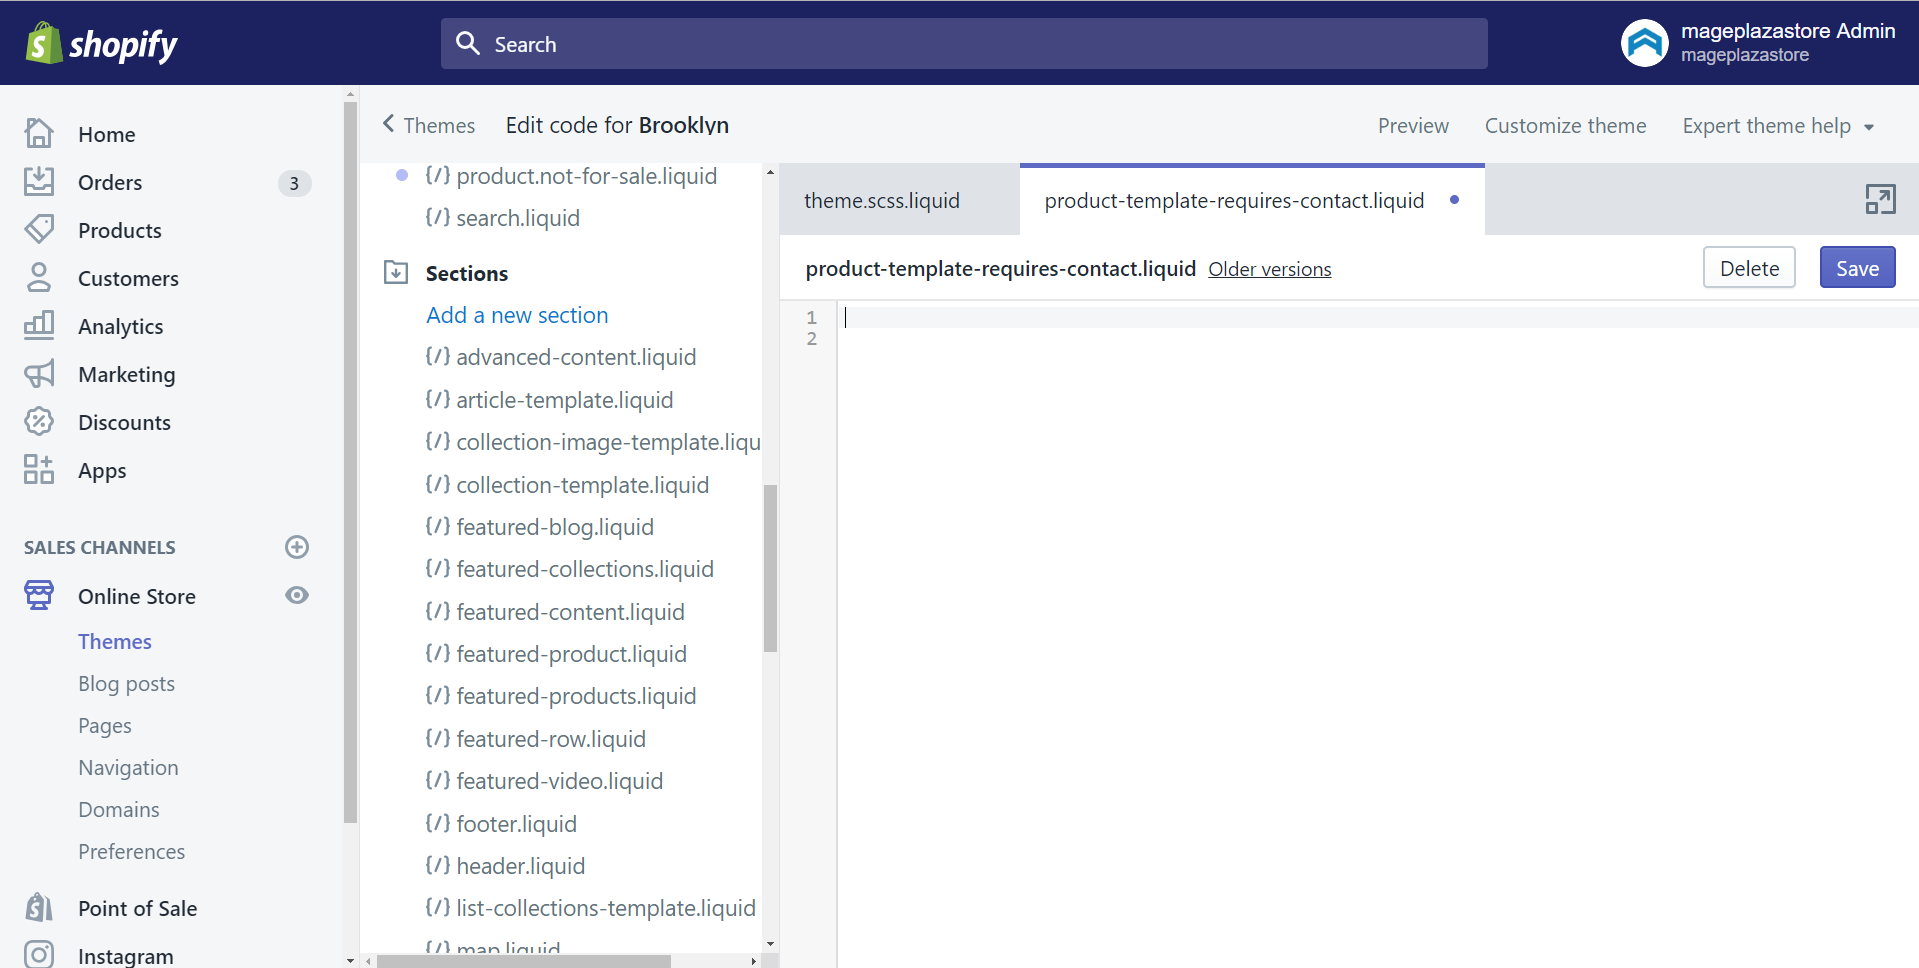 shopify
Search
mageplazastore Admin
mageplazastore
Home
Orders 3
Products
Customers
Analytics
Marketing
Discounts
Apps
SALES CHANNELS
Online Store
Themes
Blog posts
Pages
Navigation
Domains
Preferences
Point of Sale
Instagram
Themes Edit code for Brooklyn
Preview Customize theme Expert theme help
{/} product.not-for-sale.liquid
{/} search.liquid
Sections
Add a new section
{/} advanced-content.liquid
{/} article-template.liquid
{/} collection-image-template.liqu
{/} collection-template.liquid
{/} featured-blog.liquid
{/} featured-collections.liquid
{/} featured-content.liquid
{/} featured-product.liquid
{/} featured-products.liquid
{/} featured-row.liquid
{/} featured-video.liquid
{/} footer.liquid
{/} header.liquid
{/} list-collections-template.liquid
{/} map.liquid
theme.scss.liquid product-template-requires-contact.liquid
product-template-requires-contact.liquid Older versions Delete Save
1
2